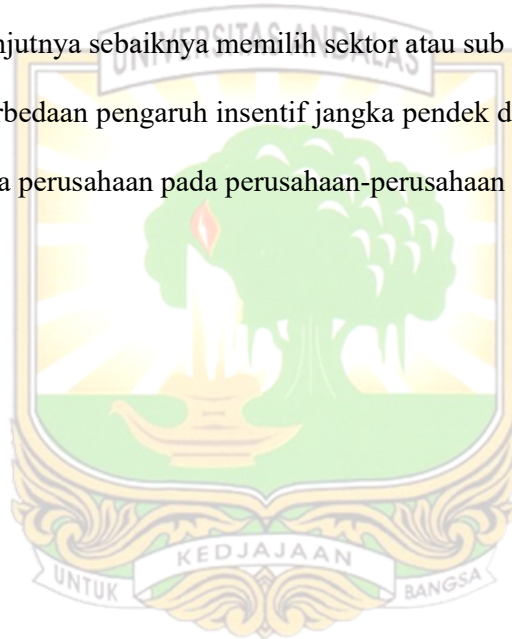 UNIVERSITAS ANDALAS
njutnya sebaiknya memilih sektor atau sub
rbedaan pengaruh insentif jangka pendek d
a perusahaan pada perusahaan-perusahaan
KEDJAJAAN
UNTUK BANGSA